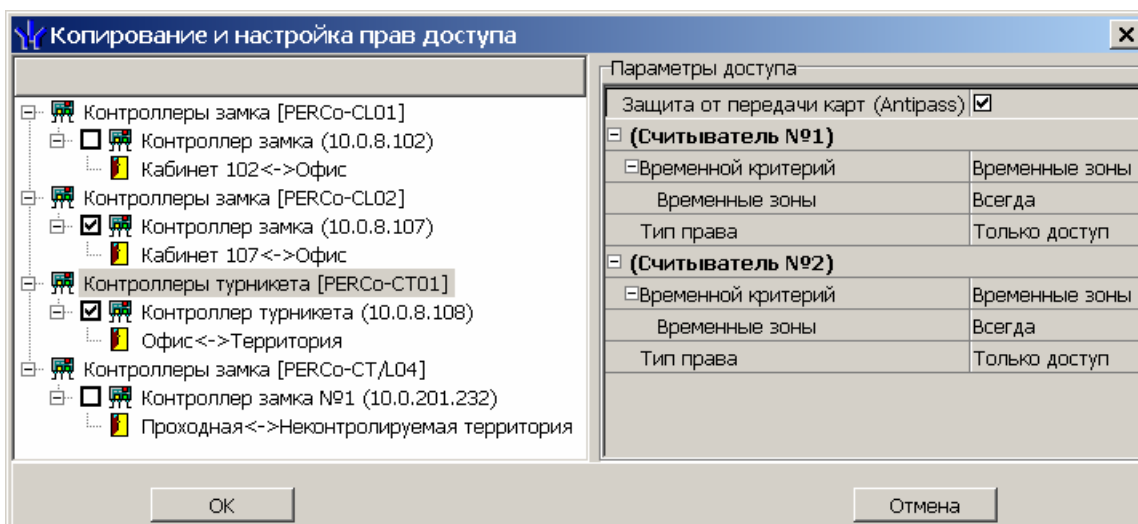 Копирование и настройка прав доступа
Контроллеры замка [PERCo-CL01]
Контроллер замка (10.0.8.102)
Кабинет 102<->Офис
Контроллеры замка [PERCo-CL02]
Контроллер замка (10.0.8.107)
Кабинет 107<->Офис
Контроллеры турникета [PERCo-CT01]
Контроллер турникета (10.0.8.108)
Офис<->Территория
Контроллеры замка [PERCo-CT/L04]
Контроллер замка №1 (10.0.201.232)
Проходная<->Неконтролируемая территория
Параметры доступа
Защита от передачи карт (Antipass)
(Считыватель №1)
Временной критерий Временные зоны
Временные зоны Всегда
Тип права Только доступ
(Считыватель №2)
Временной критерий Временные зоны
Временные зоны Всегда
Тип права Только доступ
OK Отмена